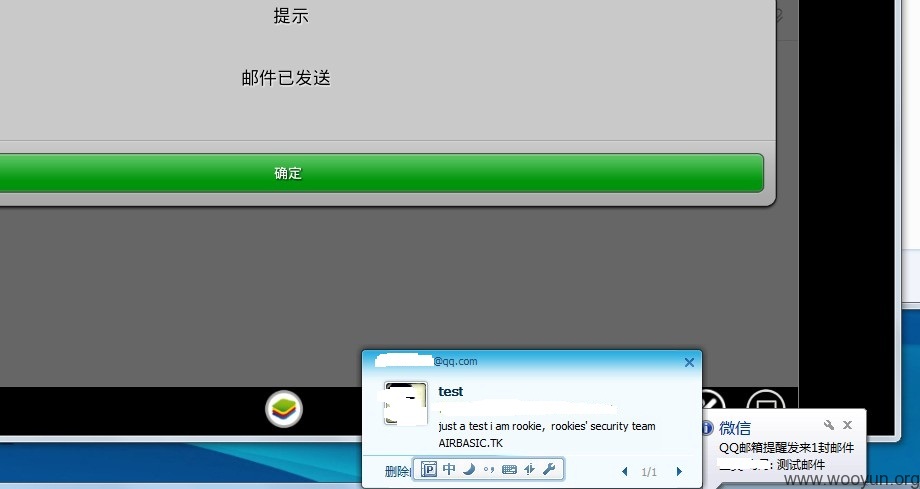 提示
邮件已发送
确定
@qq.com
test
just a test i am rookie，rookies' security team
AIRBASIC.TK
删除
中
1/1
微信
QQ邮箱提醒发来1封邮件
: 测试邮件
www.wooyun.org